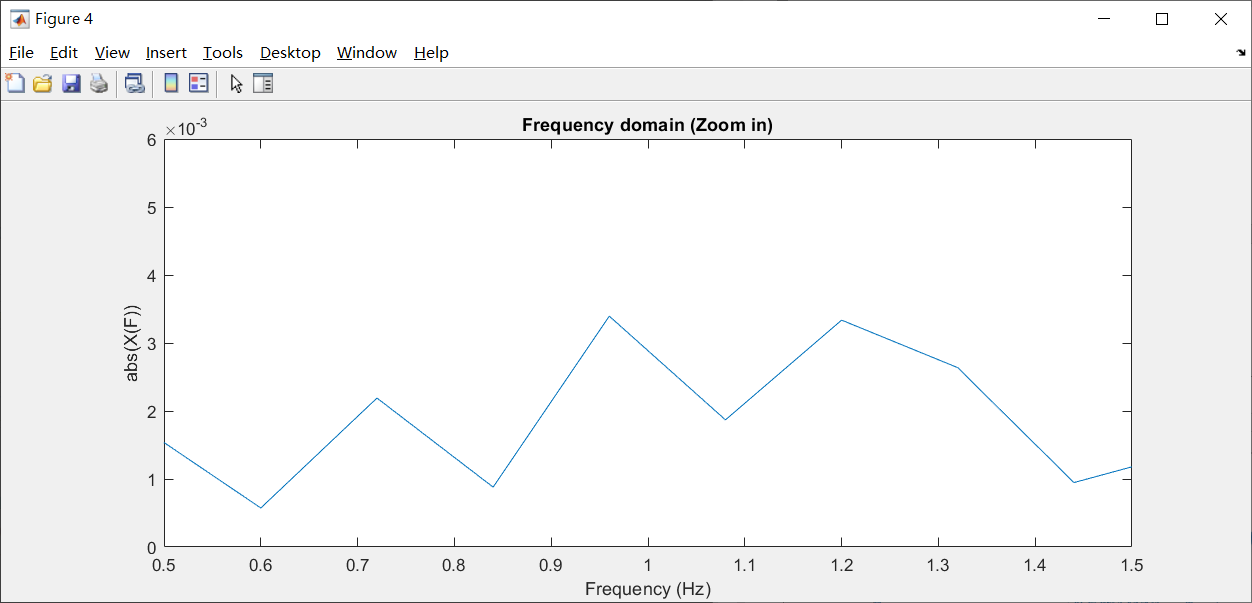 Figure 4
File Edit View Insert Tools Desktop Window Help
Frequency domain (Zoom in)
×10-3
6
5
4
3
2
1
0
abs(X(F))
0.5 0.6 0.7 0.8 0.9 1 1.1 1.2 1.3 1.4 1.5
Frequency (Hz)